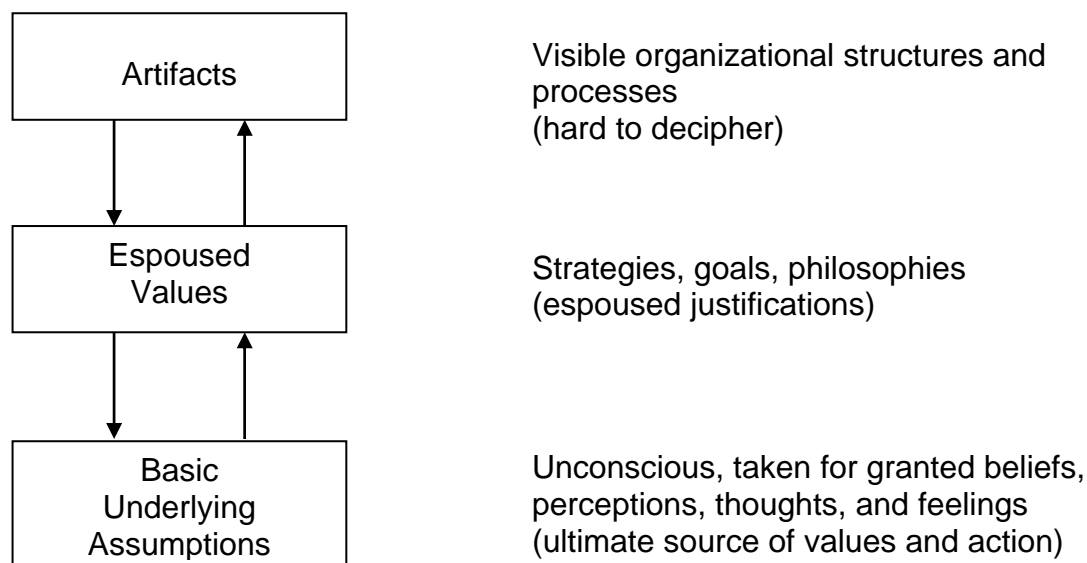 Artifacts
Visible organizational structures and
processes
(hard to decipher)
Espoused
Values
Strategies, goals, philosophies
(espoused justifications)
Basic
Underlying
Assumptions
Unconscious, taken for granted beliefs,
perceptions, thoughts, and feelings
(ultimate source of values and action)